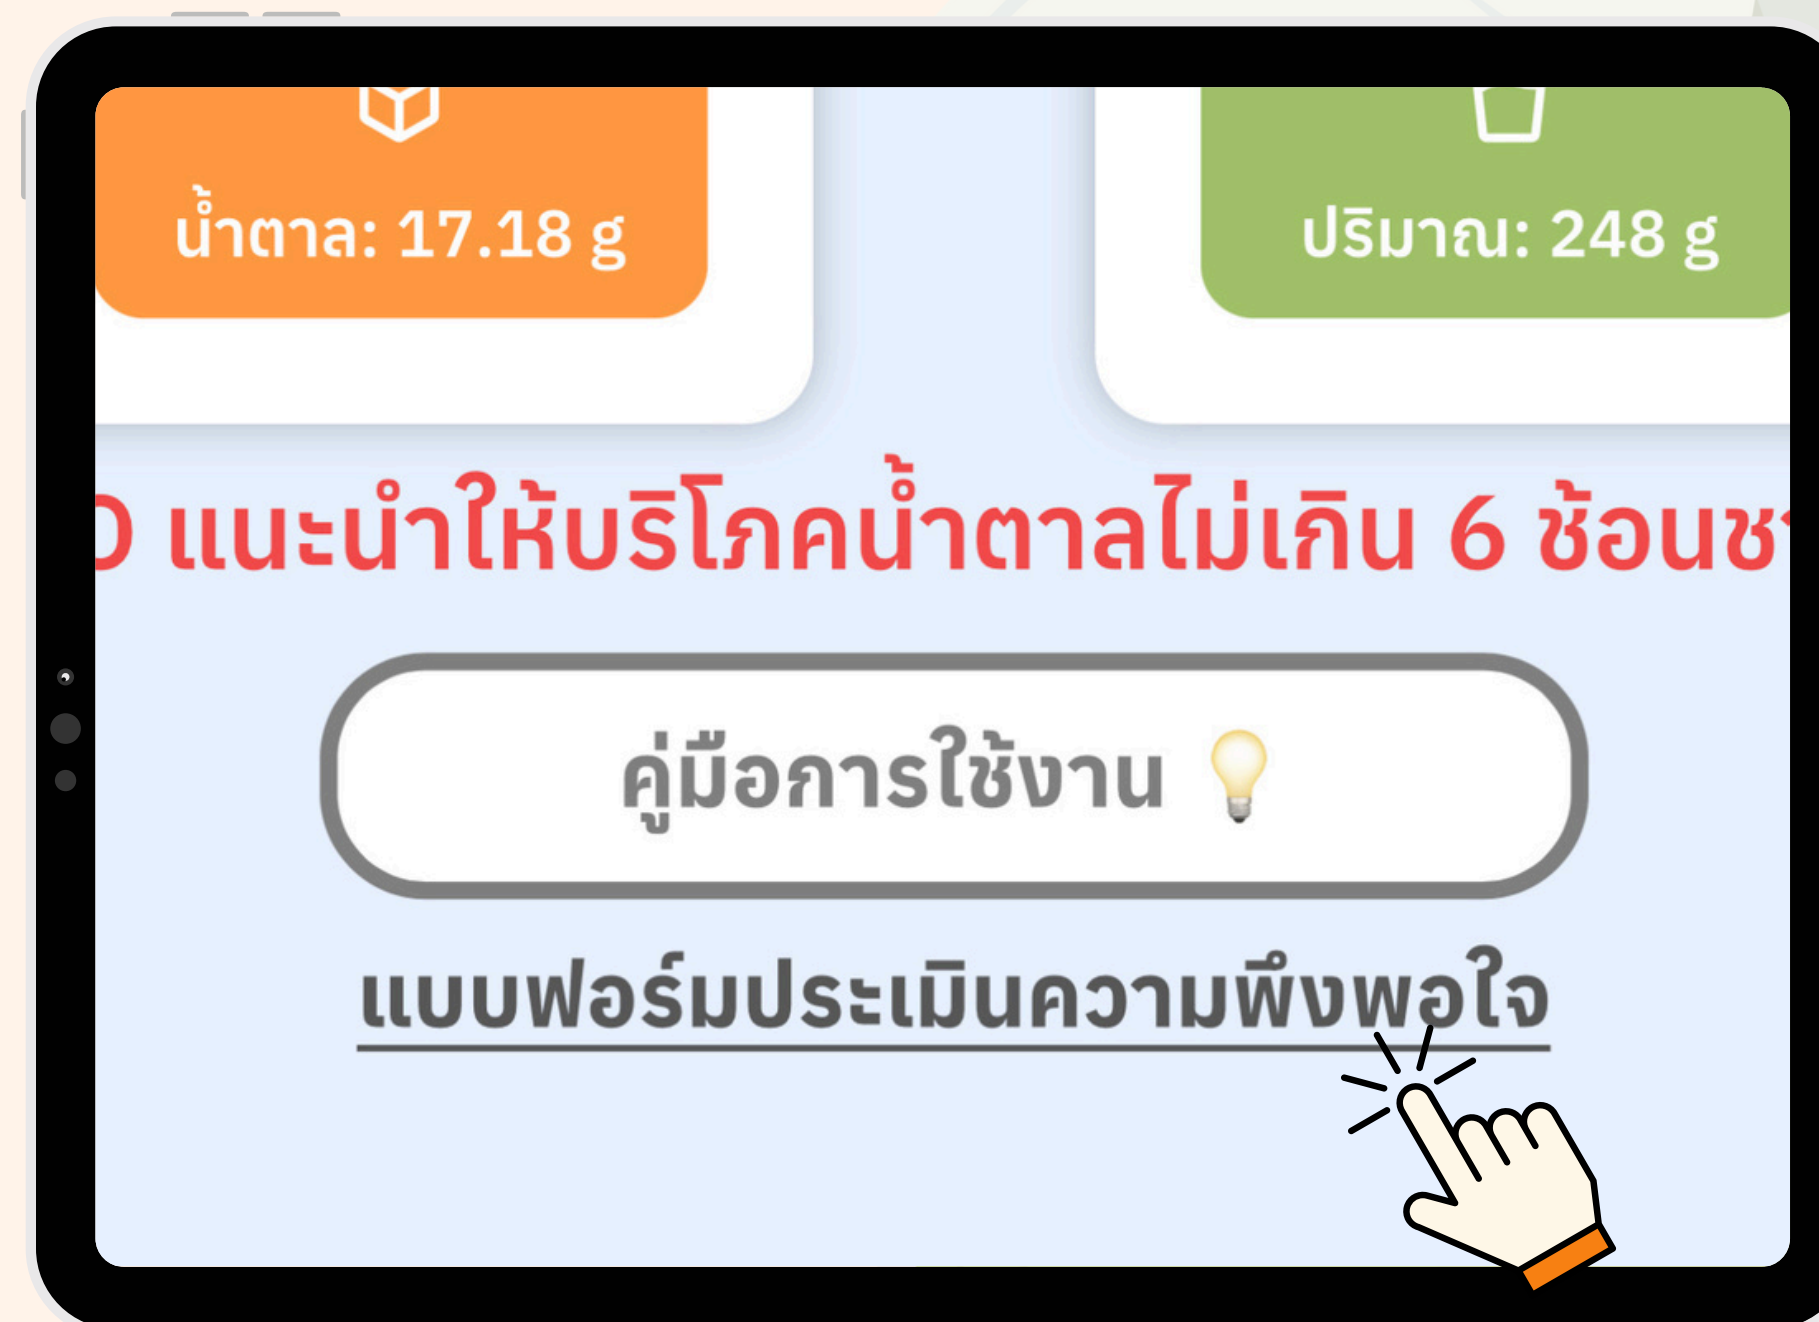 น้ำตาล: 17.18 g
ปริมาณ: 248 g
แนะนำให้บริโภคน้ำตาลไม่เกิน 6
คู่มือการใช้งาน 💡
แบบฟอร์มประเมินความพึงพอใจ